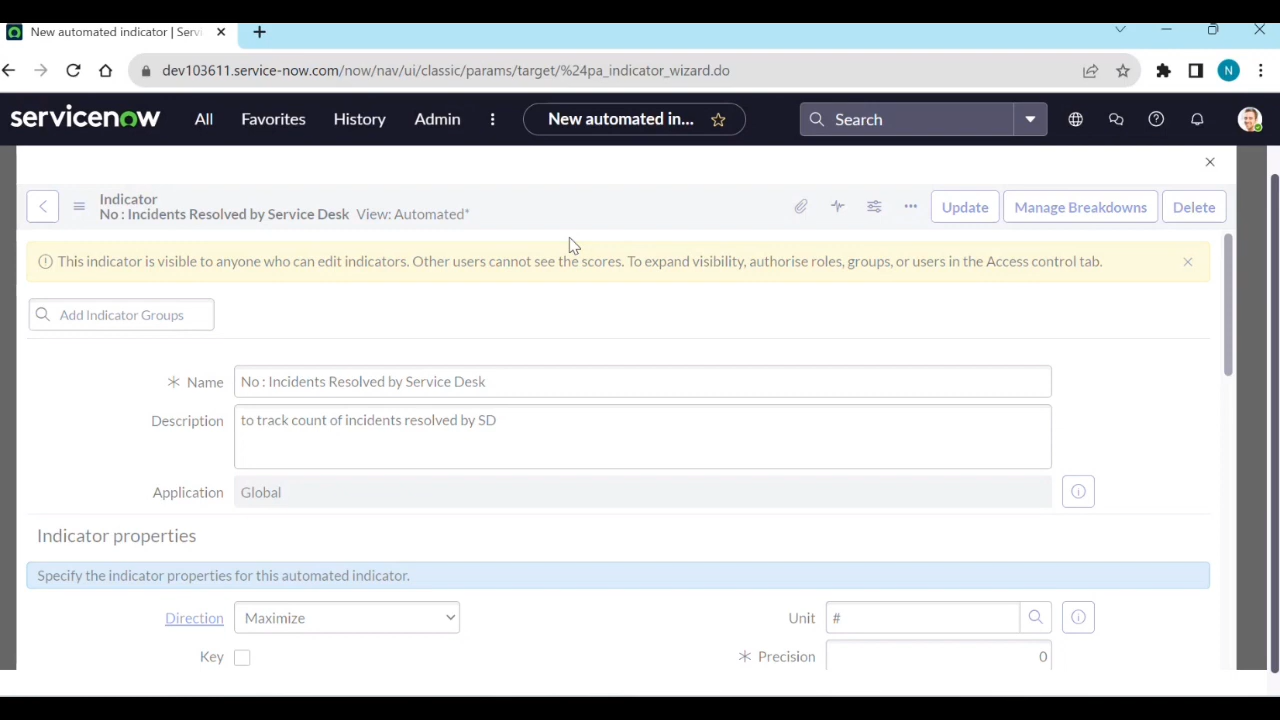 New automated indicator | Servi
dev103611.service-now.com/now/nav/ui/classic/params/target/%24pa_indicator_wizard.do
N
servicenow
All
Favorites
History
Admin
New automated in...
Search
Indicator
No : Incidents Resolved by Service Desk View: Automated*
Update
Manage Breakdowns
Delete
This indicator is visible to anyone who can edit indicators. Other users cannot see the scores. To expand visibility, authorise roles, groups, or users in the Access control tab.
Add Indicator Groups
Name
No : Incidents Resolved by Service Desk
Description
to track count of incidents resolved by SD
Application
Global
Indicator properties
Specify the indicator properties for this automated indicator.
Direction
Maximize
Unit
#
Key
Precision
0